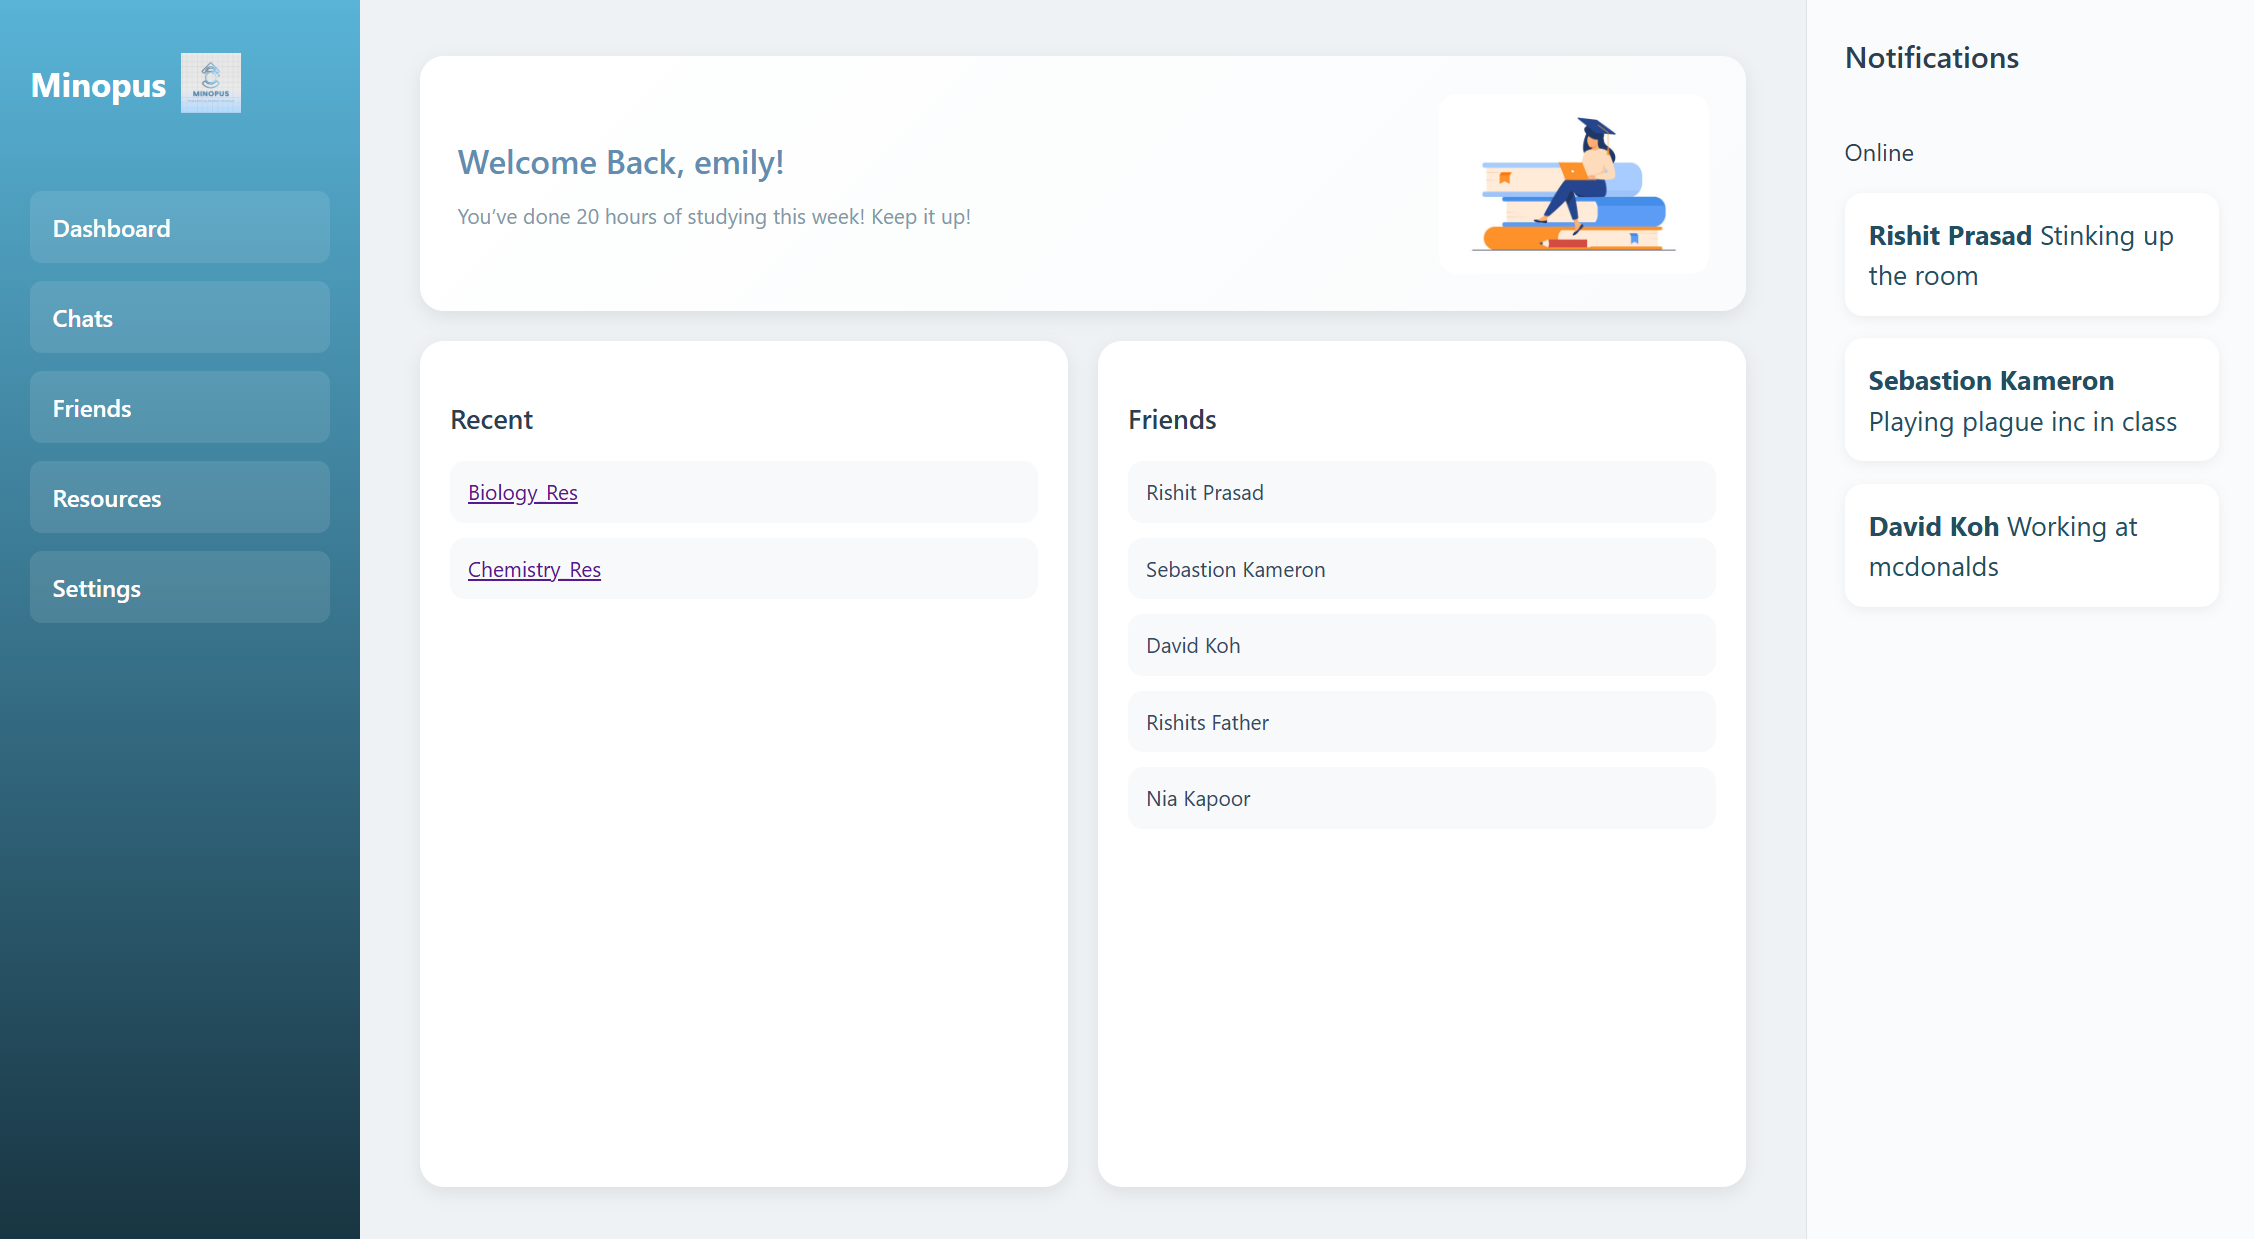 Minopus
MINOPUS
Dashboard
Chats
Friends
Resources
Settings
Welcome Back, emily!
You’ve done 20 hours of studying this week! Keep it up!
Recent
Biology_Res
Chemistry_Res
Friends
Rishit Prasad
Sebastion Kameron
David Koh
Rishits Father
Nia Kapoor
Notifications
Online
Rishit Prasad Stinking up
the room
Sebastion Kameron
Playing plague inc in class
David Koh Working at
mcdonalds